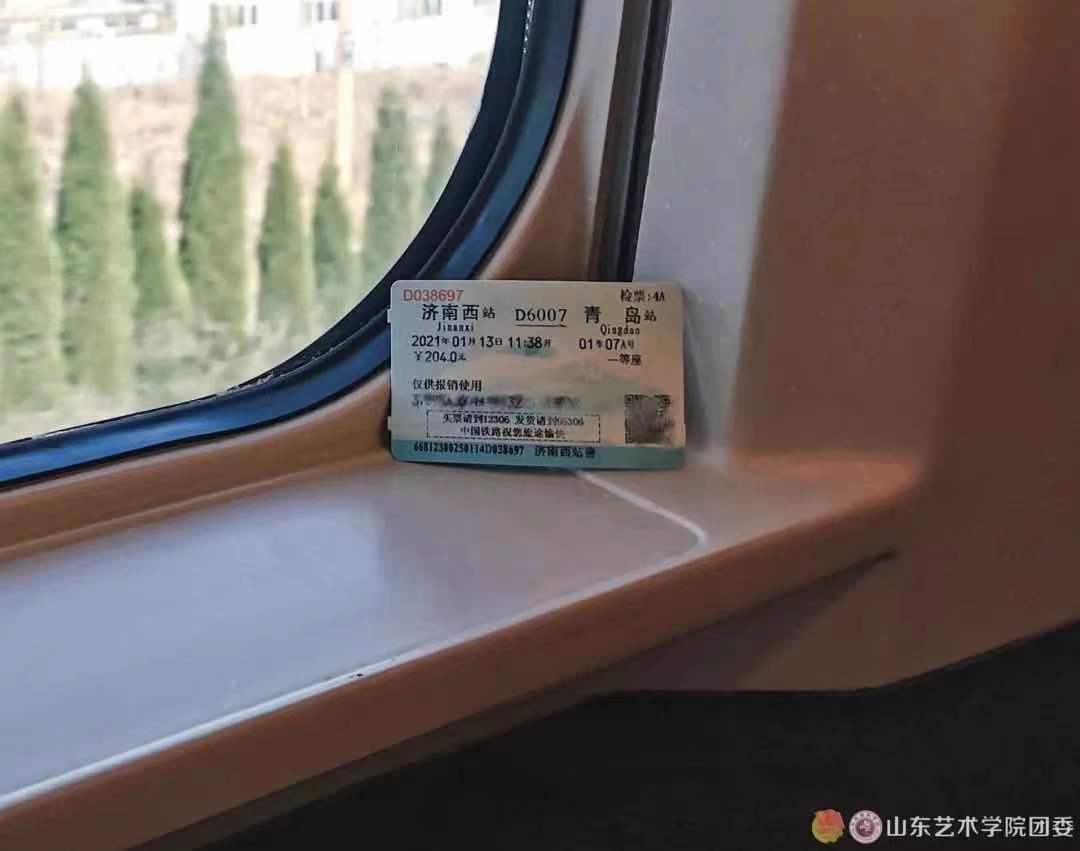 D038697 检票:4A
济南西站 D6007 青岛站
Jinanxi Qingdao
2021年01月13日11:38开 01车07A号
￥204.0元 一等座
仅供报销使用
买票请到12306 发货请到95306
中国铁路祝您旅途愉快
66812300250114D038697 济南西站售
山东艺术学院团委